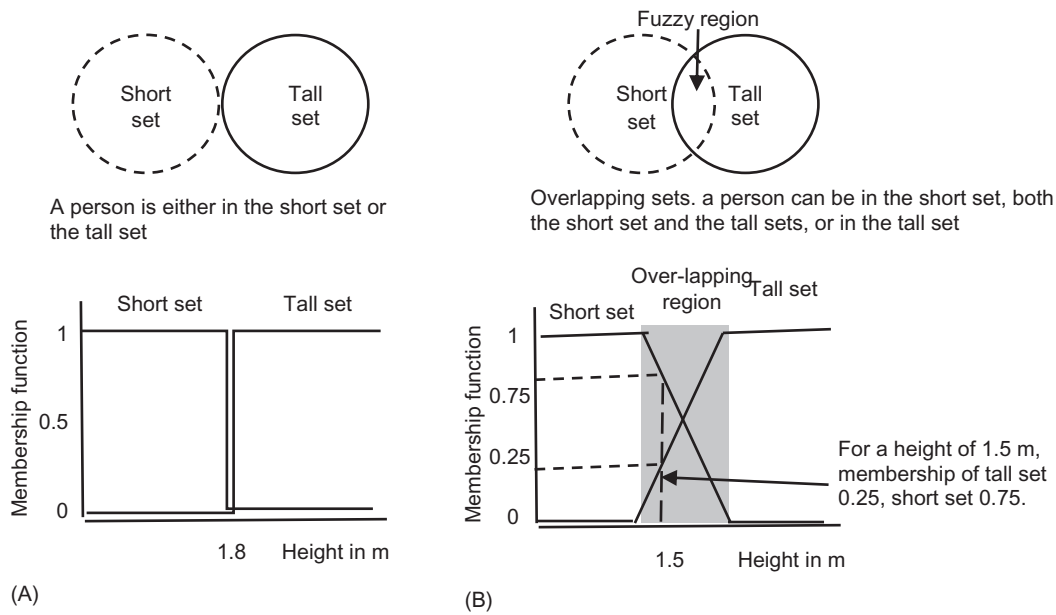 Short
set
Tall
set
A person is either in the short set or
the tall set
Short set
Tall set
Membership function
1
0.5
0
1.8
Height in m
(A)
Fuzzy region
Short
set
Tall
set
Overlapping sets. a person can be in the short set, both
the short set and the tall sets, or in the tall set
Over-lapping
region
Short set
Tall set
Membership function
1
0.75
0.25
0
For a height of 1.5 m,
membership of tall set
0.25, short set 0.75.
1.5
Height in m
(B)